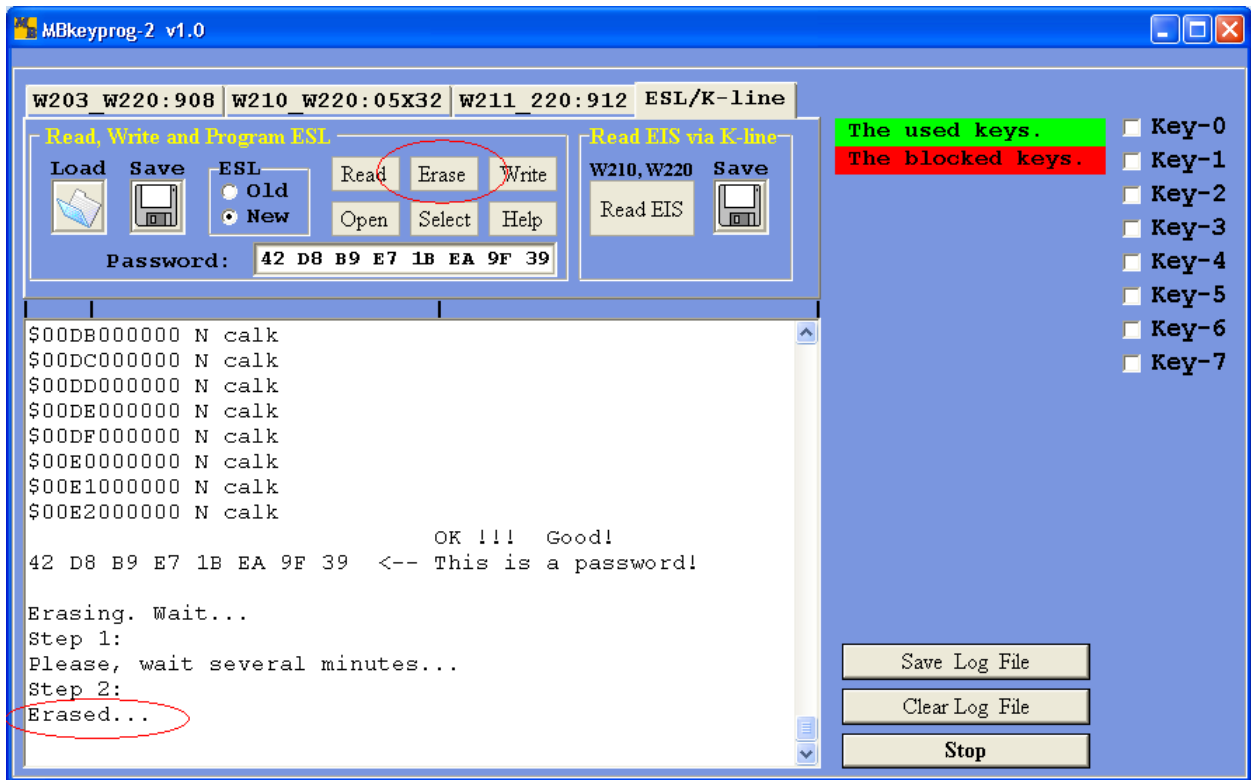 MBkeyprog-2 v1.0
W203_W220:908 W210_W220:05X32 W211_220:912 ESL/K-line
Read, Write and Program ESL
Load Save ESL
Old
New
Read Erase Write
Open Select Help
Password: 42 D8 B9 E7 1B EA 9F 39
Read EIS via K-line
W210, W220 Save
Read EIS
The used keys.
The blocked keys.
Key-0
Key-1
Key-2
Key-3
Key-4
Key-5
Key-6
Key-7
$00DB000000 N calk
$00DC000000 N calk
$00DD000000 N calk
$00DE000000 N calk
$00DF000000 N calk
$00E0000000 N calk
$00E1000000 N calk
$00E2000000 N calk
OK !!! Good!
42 D8 B9 E7 1B EA 9F 39 <-- This is a password!
Erasing. Wait...
Step 1:
Please, wait several minutes...
Step 2:
Erased...
Save Log File
Clear Log File
Stop